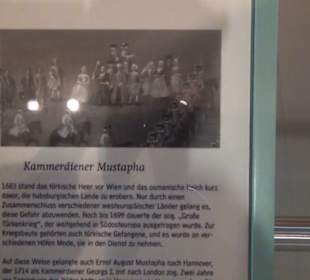 Kammerdiener Mustapha
1683 stand das türkische Heer vor Wien und das osmanische Reich kurz
davor, die habsburgischen Lande zu erobern. Nur durch einen
Zusammenschluss verschiedener westeuropäischer Länder gelang es,
diese Gefahr abzuwenden. Noch bis 1699 dauerte der sog. „Große
Türkenkrieg“, der weitgehend in Südosteuropa ausgetragen wurde. Zur
Kriegsbeute gehörten auch türkische Gefangene, und es wurde an ver-
schiedenen Höfen Mode, sie in den Dienst zu nehmen.
Auf diese Weise gelangte auch Ernst August Mustapha nach Hannover,
der 1714 als Kammerdiener Georgs I. mit nach London zog. Zwei Jahre